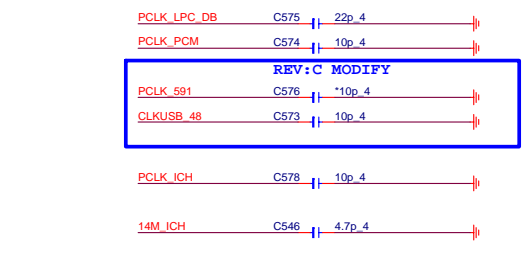 PCLK_LPC_DB C575 22p_4
PCLK_PCM C574 10p_4
REV:C MODIFY
PCLK_591 C576 *10p_4
CLKUSB_48 C573 10p_4
PCLK_ICH C578 10p_4
14M_ICH C546 4.7p_4